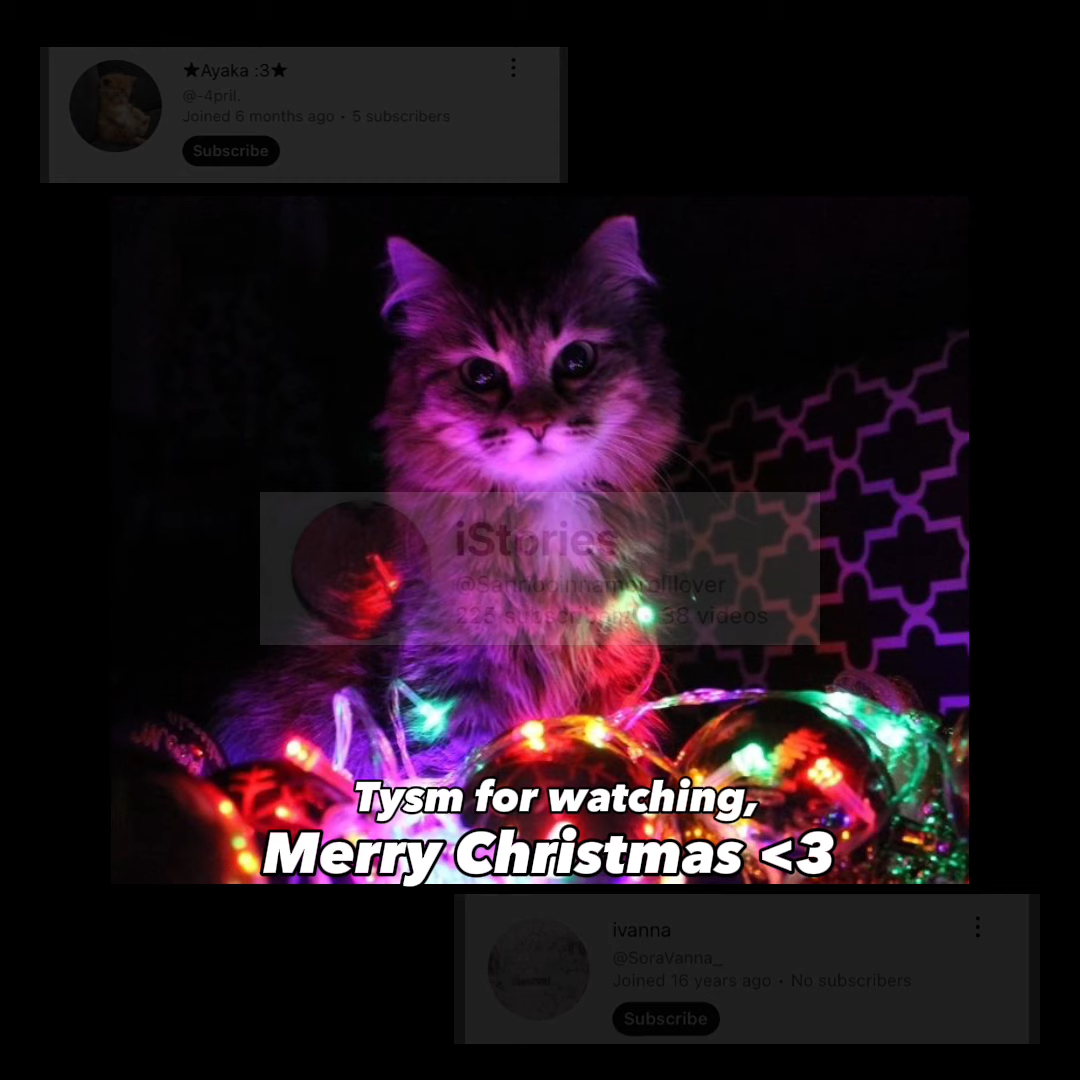 ★Ayaka :3★
@-4pril.
Joined 6 months ago • 5 subscribers
Subscribe
iStories
38 videos
Tysm for watching,
Merry Christmas <3
ivanna
@SoraVanna_
Joined 16 years ago • No subscribers
Subscribe